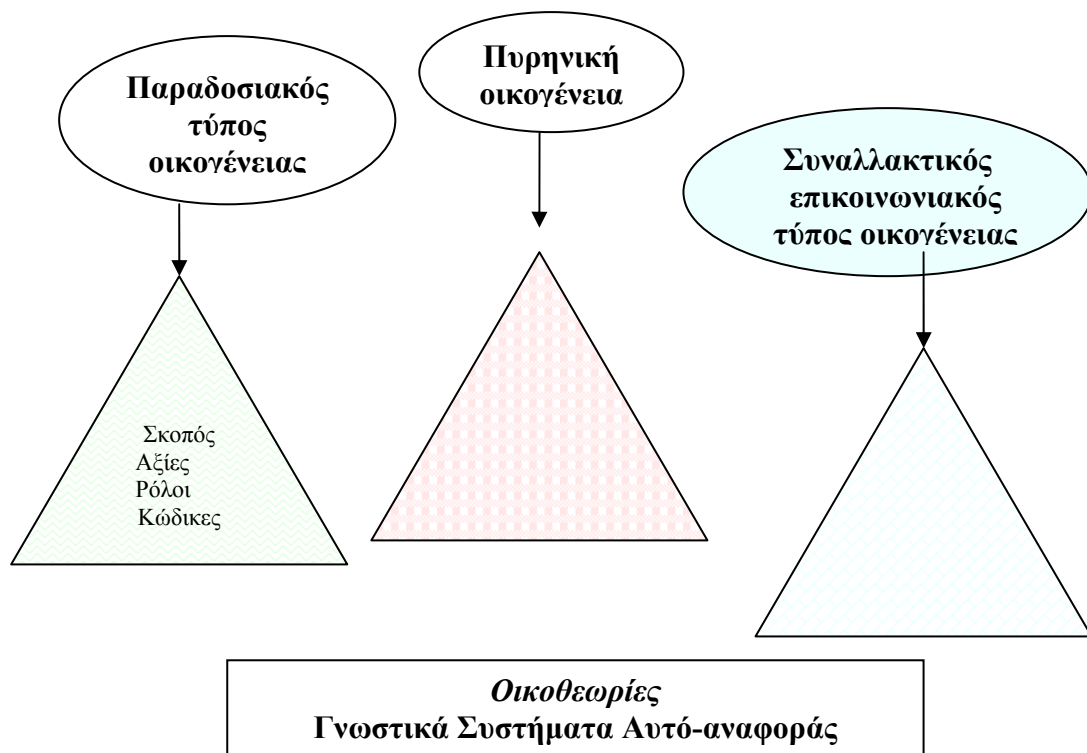 Παραδοσιακός
τύπος
οικογένειας
Πυρηνική
οικογένεια
Συναλλακτικός
επικοινωνιακός
τύπος οικογένειας
Σκοπός
Αξίες
Ρόλοι
Κώδικες
Οικοθεωρίες
Γνωστικά Συστήματα Αυτό-αναφοράς